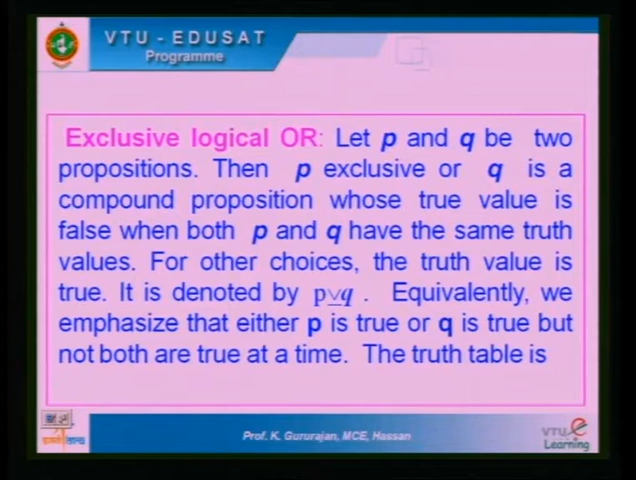 VTU - EDUSAT
Programme
Exclusive logical OR: Let p and q be two
propositions. Then p exclusive or q is a
compound proposition whose true value is
false when both p and q have the same truth
values. For other choices, the truth value is
true. It is denoted by p⊻q . Equivalently, we
emphasize that either p is true or q is true but
not both are true at a time. The truth table is
Prof. K. Gururajan, MCE, Hassan
VTU e
Learning